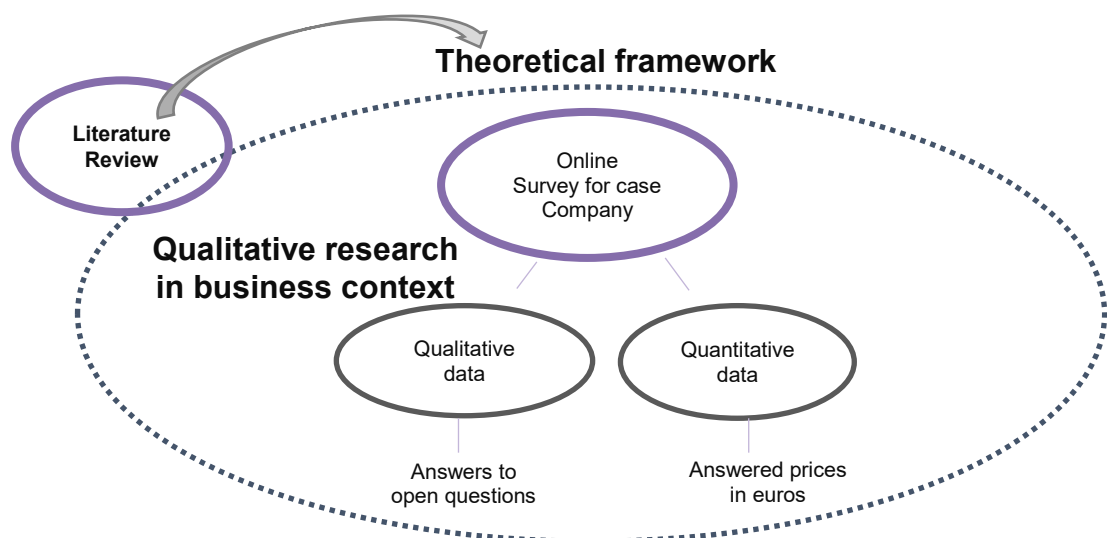 Theoretical framework
Literature
Review
Online
Survey for case
Company
Qualitative research
in business context
Qualitative
data
Quantitative
data
Answers to
open questions
Answered prices
in euros